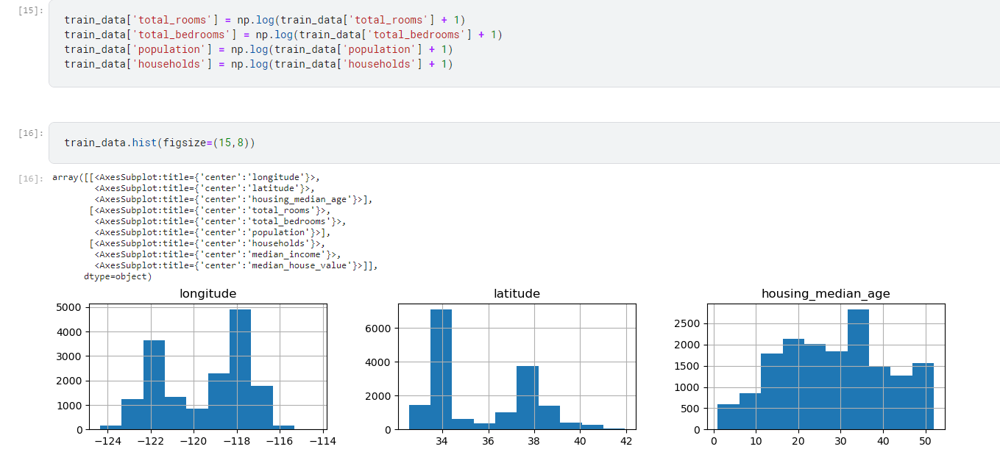 [15]:
train_data['total_rooms'] = np.log(train_data['total_rooms'] + 1)
train_data['total_bedrooms'] = np.log(train_data['total_bedrooms'] + 1)
train_data['population'] = np.log(train_data['population'] + 1)
train_data['households'] = np.log(train_data['households'] + 1)
[16]:
train_data.hist(figsize=(15,8))
[16]:
array([[<AxesSubplot:title={'center':'longitude'}>,
<AxesSubplot:title={'center':'latitude'}>,
<AxesSubplot:title={'center':'housing_median_age'}>],
[<AxesSubplot:title={'center':'total_rooms'}>,
<AxesSubplot:title={'center':'total_bedrooms'}>,
<AxesSubplot:title={'center':'population'}>],
[<AxesSubplot:title={'center':'households'}>,
<AxesSubplot:title={'center':'median_income'}>,
<AxesSubplot:title={'center':'median_house_value'}>]],
dtype=object)
longitude
5000
4000
3000
2000
1000
0
−124 −122 −120 −118 −116 −114
latitude
6000
4000
2000
0
34 36 38 40 42
housing_median_age
2500
2000
1500
1000
500
0
0 10 20 30 40 50